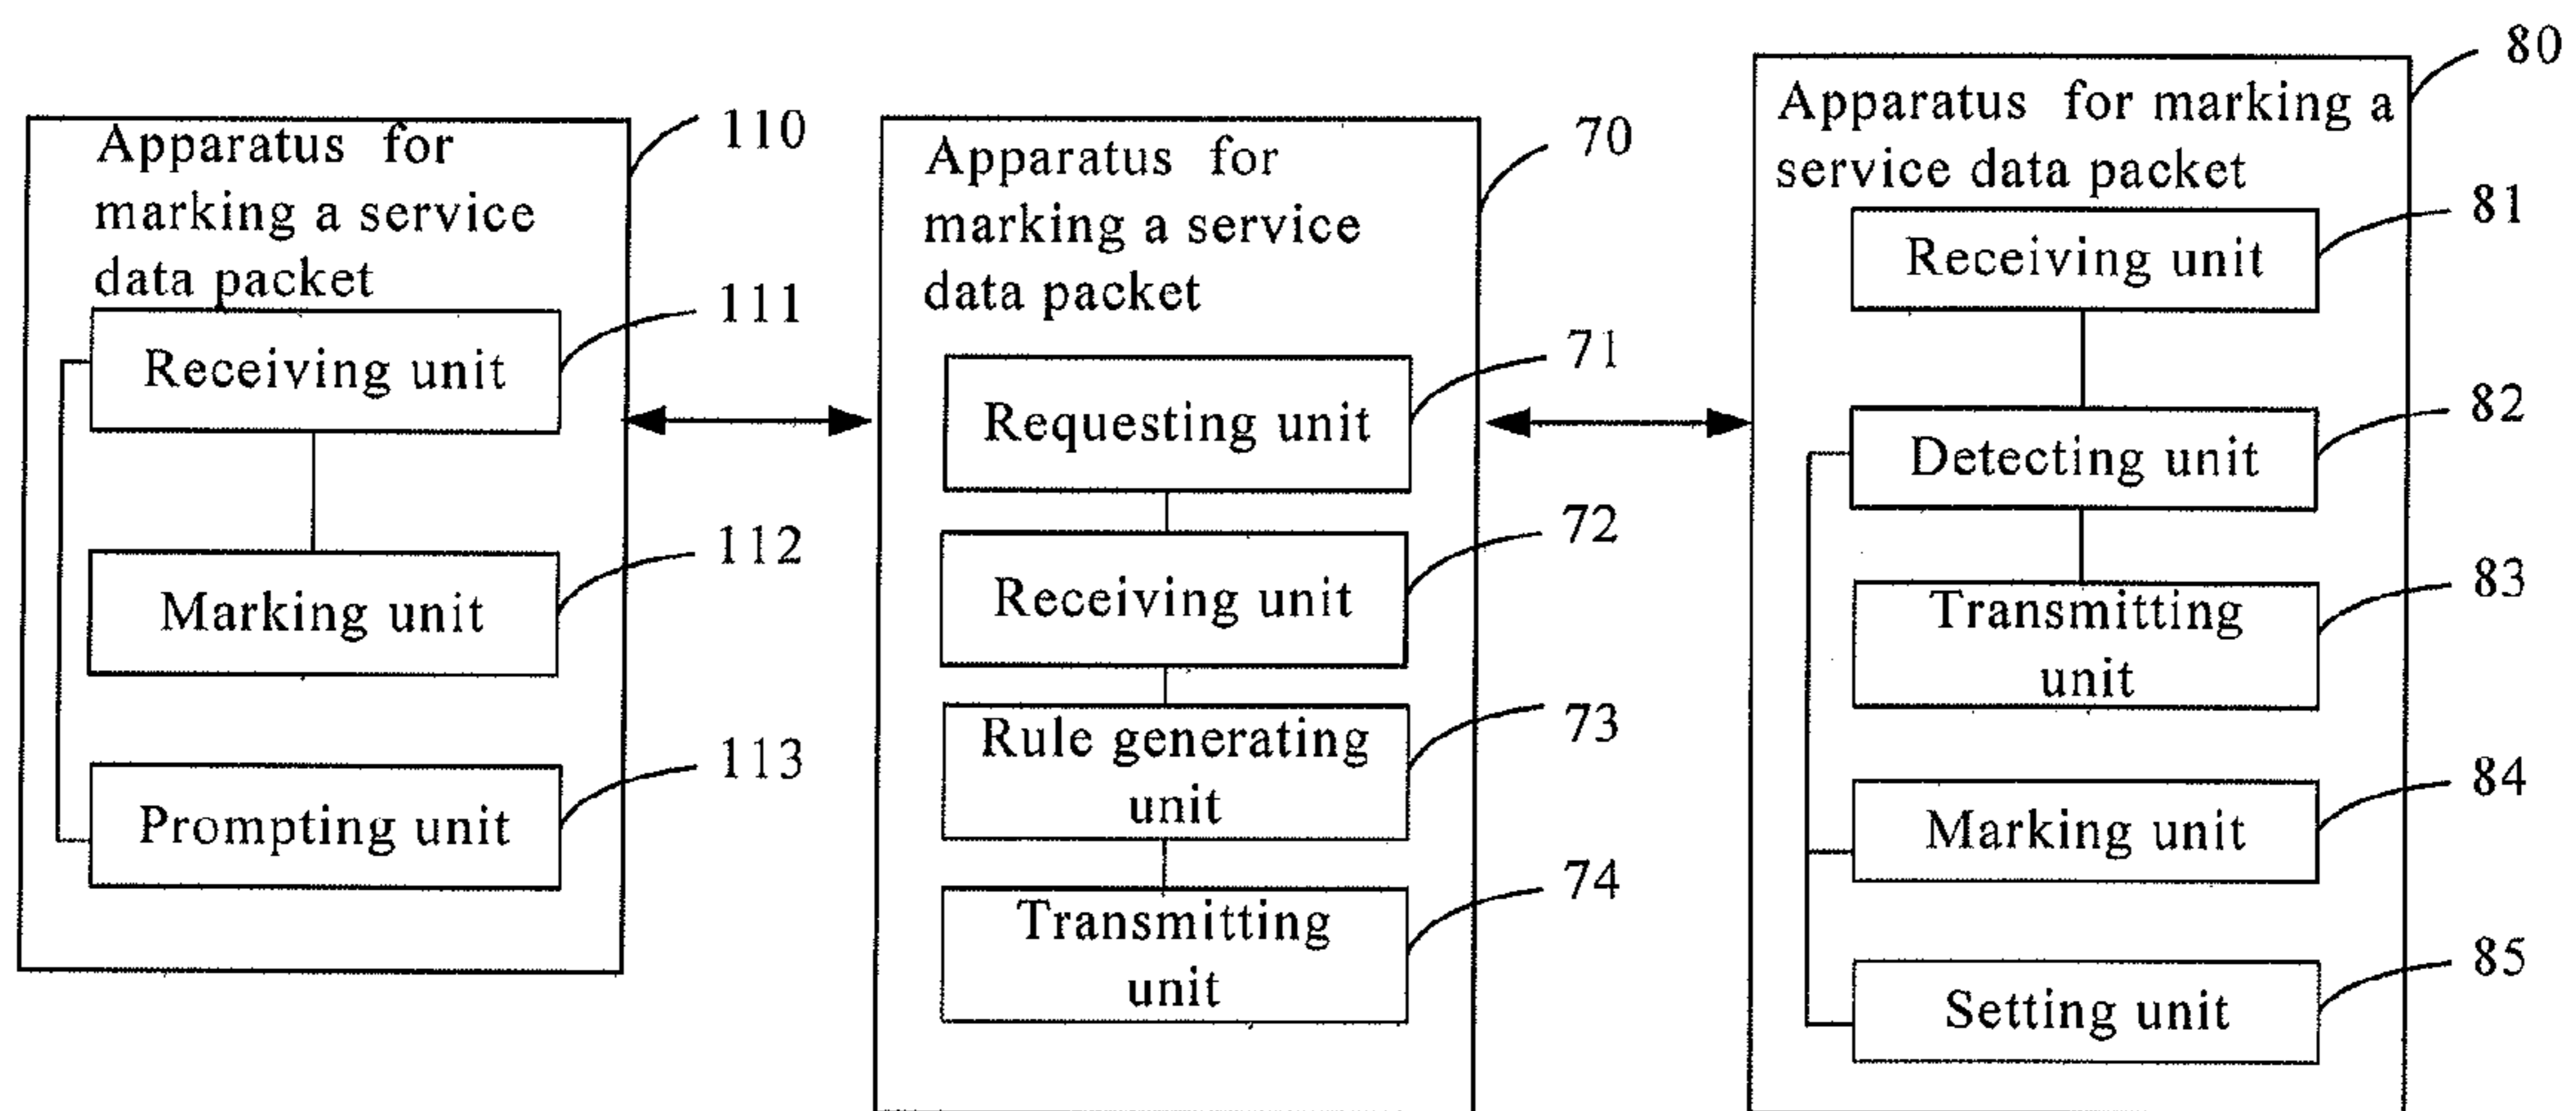 Apparatus for
marking a service
data packet
110
Receiving unit
111
Marking unit
112
Prompting unit
113
Apparatus for
marking a service
data packet
70
Requesting unit
71
Receiving unit
72
Rule generating
unit
73
Transmitting
unit
74
Apparatus for marking a
service data packet
80
Receiving unit
81
Detecting unit
82
Transmitting
unit
83
Marking unit
84
Setting unit
85